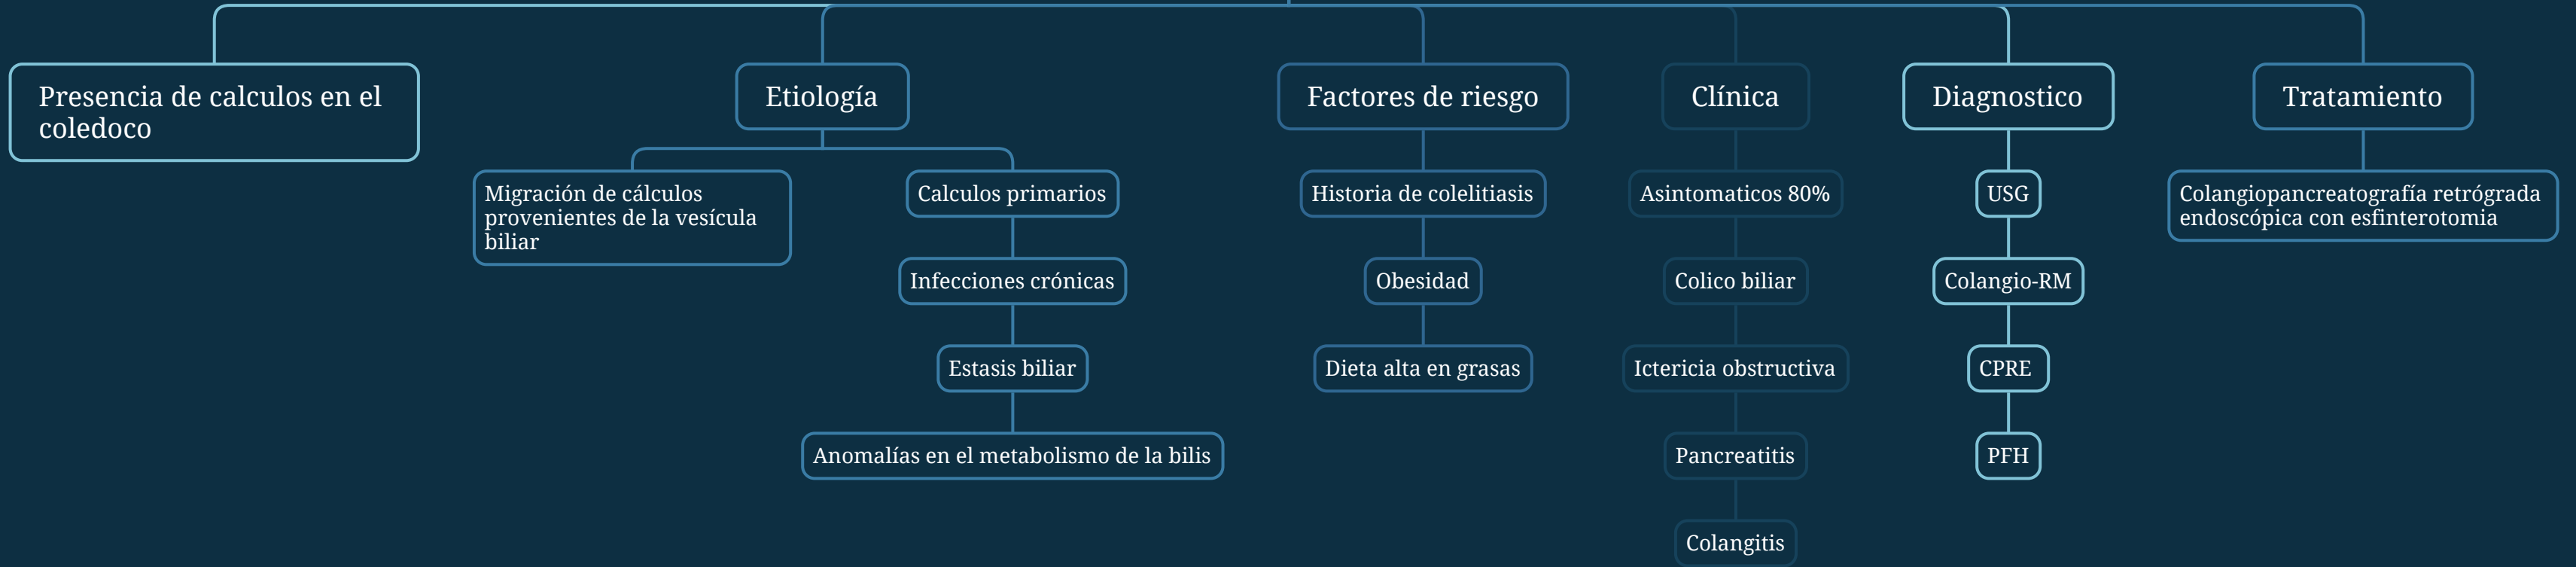 Presencia de calculos en el
coledoco
Etiología
Migración de cálculos
provenientes de la vesícula
biliar
Calculos primarios
Infecciones crónicas
Estasis biliar
Anomalías en el metabolismo de la bilis
Factores de riesgo
Historia de colelitiasis
Obesidad
Dieta alta en grasas
Clínica
Asintomaticos 80%
Colico biliar
Ictericia obstructiva
Pancreatitis
Colangitis
Diagnostico
USG
Colangio-RM
CPRE
PFH
Tratamiento
Colangiopancreatografía retrógrada
endoscópica con esfinterotomia